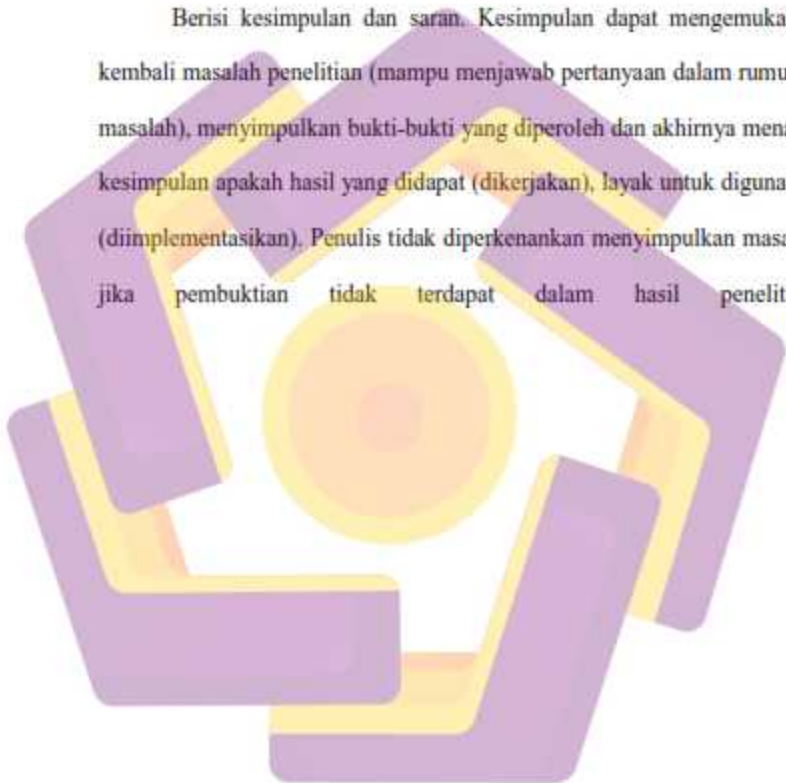 Berisi kesimpulan dan saran. Kesimpulan dapat mengemuka
kembali masalah penelitian (mampu menjawab pertanyaan dalam rumu
masalah), menyimpulkan bukti-bukti yang diperoleh dan akhirnya mena
kesimpulan apakah hasil yang didapat (dikerjakan), layak untuk diguna
(diimplementasikan). Penulis tidak diperkenankan menyimpulkan masa
jika pembuktian tidak terdapat dalam hasil penelit